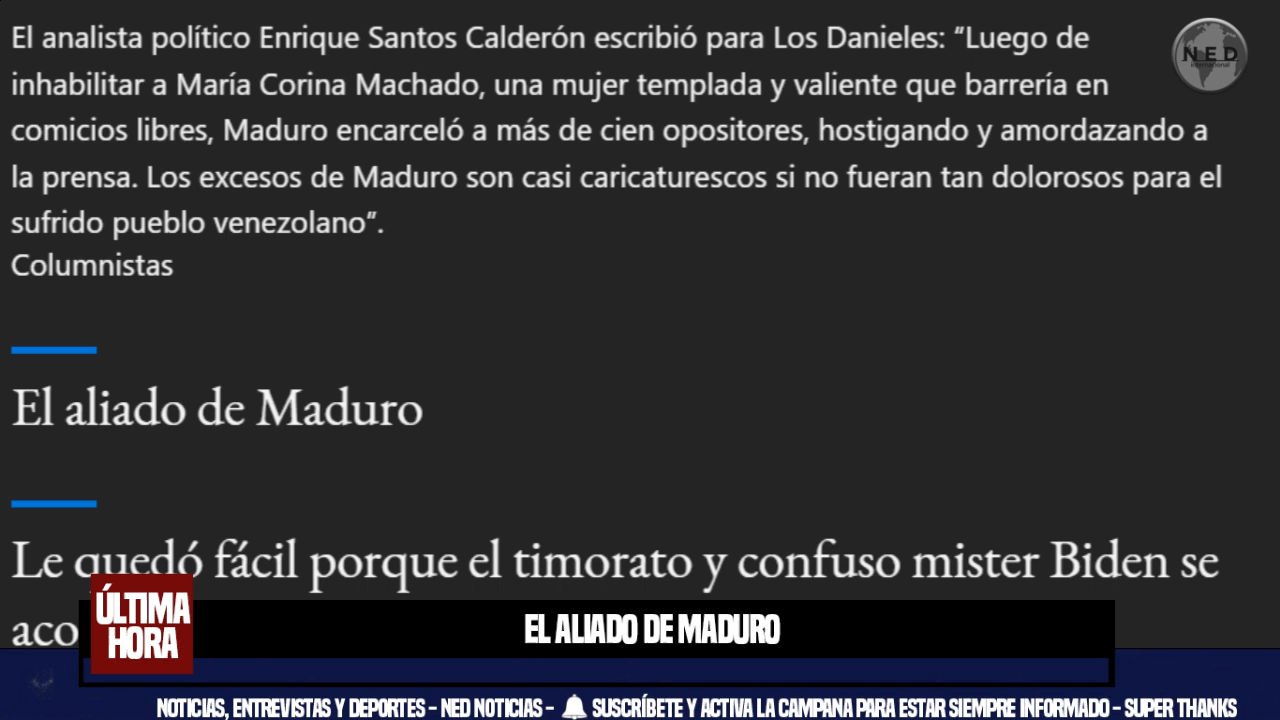 El analista político Enrique Santos Calderón escribió para Los Danieles: “Luego de
inhabilitar a María Corina Machado, una mujer templada y valiente que barrería en
comicios libres, Maduro encarceló a más de cien opositores, hostigando y amordazando a
la prensa. Los excesos de Maduro son casi caricaturescos si no fueran tan dolorosos para el
sufrido pueblo venezolano”.
Columnistas
El aliado de Maduro
Le quedó fácil porque el timorato y confuso mister Biden se
aco
NED
international
ÚLTIMA
HORA
EL ALIADO DE MADURO
NOTICIAS, ENTREVISTAS Y DEPORTES - NED NOTICIAS - SUSCRÍBETE Y ACTIVA LA CAMPANA PARA ESTAR SIEMPRE INFORMADO - SUPER THANKS